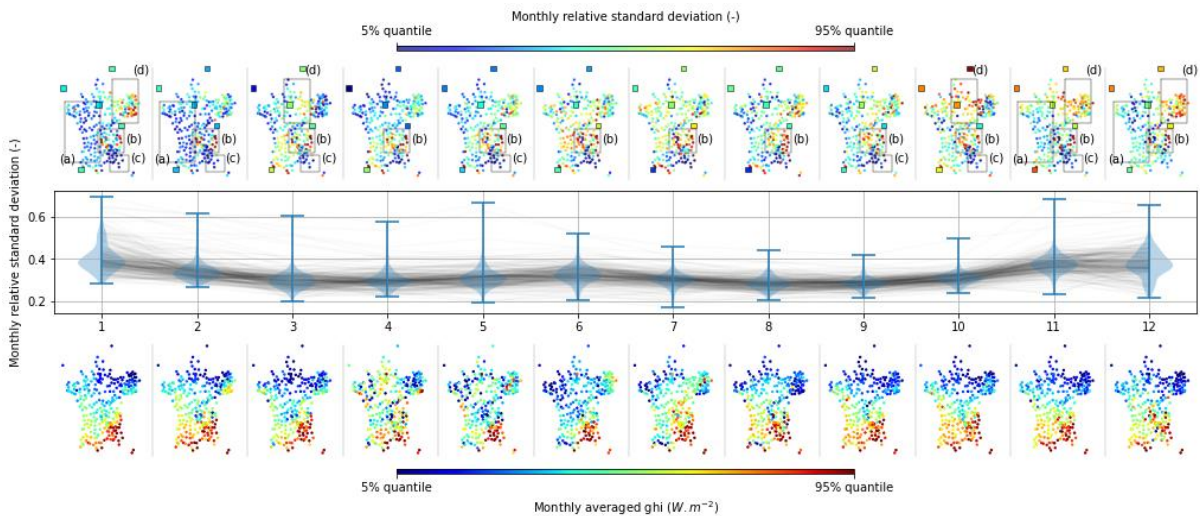 Monthly relative standard deviation (-)
5% quantile 95% quantile
(d) (d) (d) (d) (d)
(b) (b) (b) (b) (b) (b) (b) (b) (b) (b) (b) (b)
(a) (c) (a) (c) (c) (c) (c) (a) (a)
Monthly relative standard deviation (-)
0.6
0.4
0.2
1 2 3 4 5 6 7 8 9 10 11 12
5% quantile 95% quantile
Monthly averaged ghi (W.m⁻²)